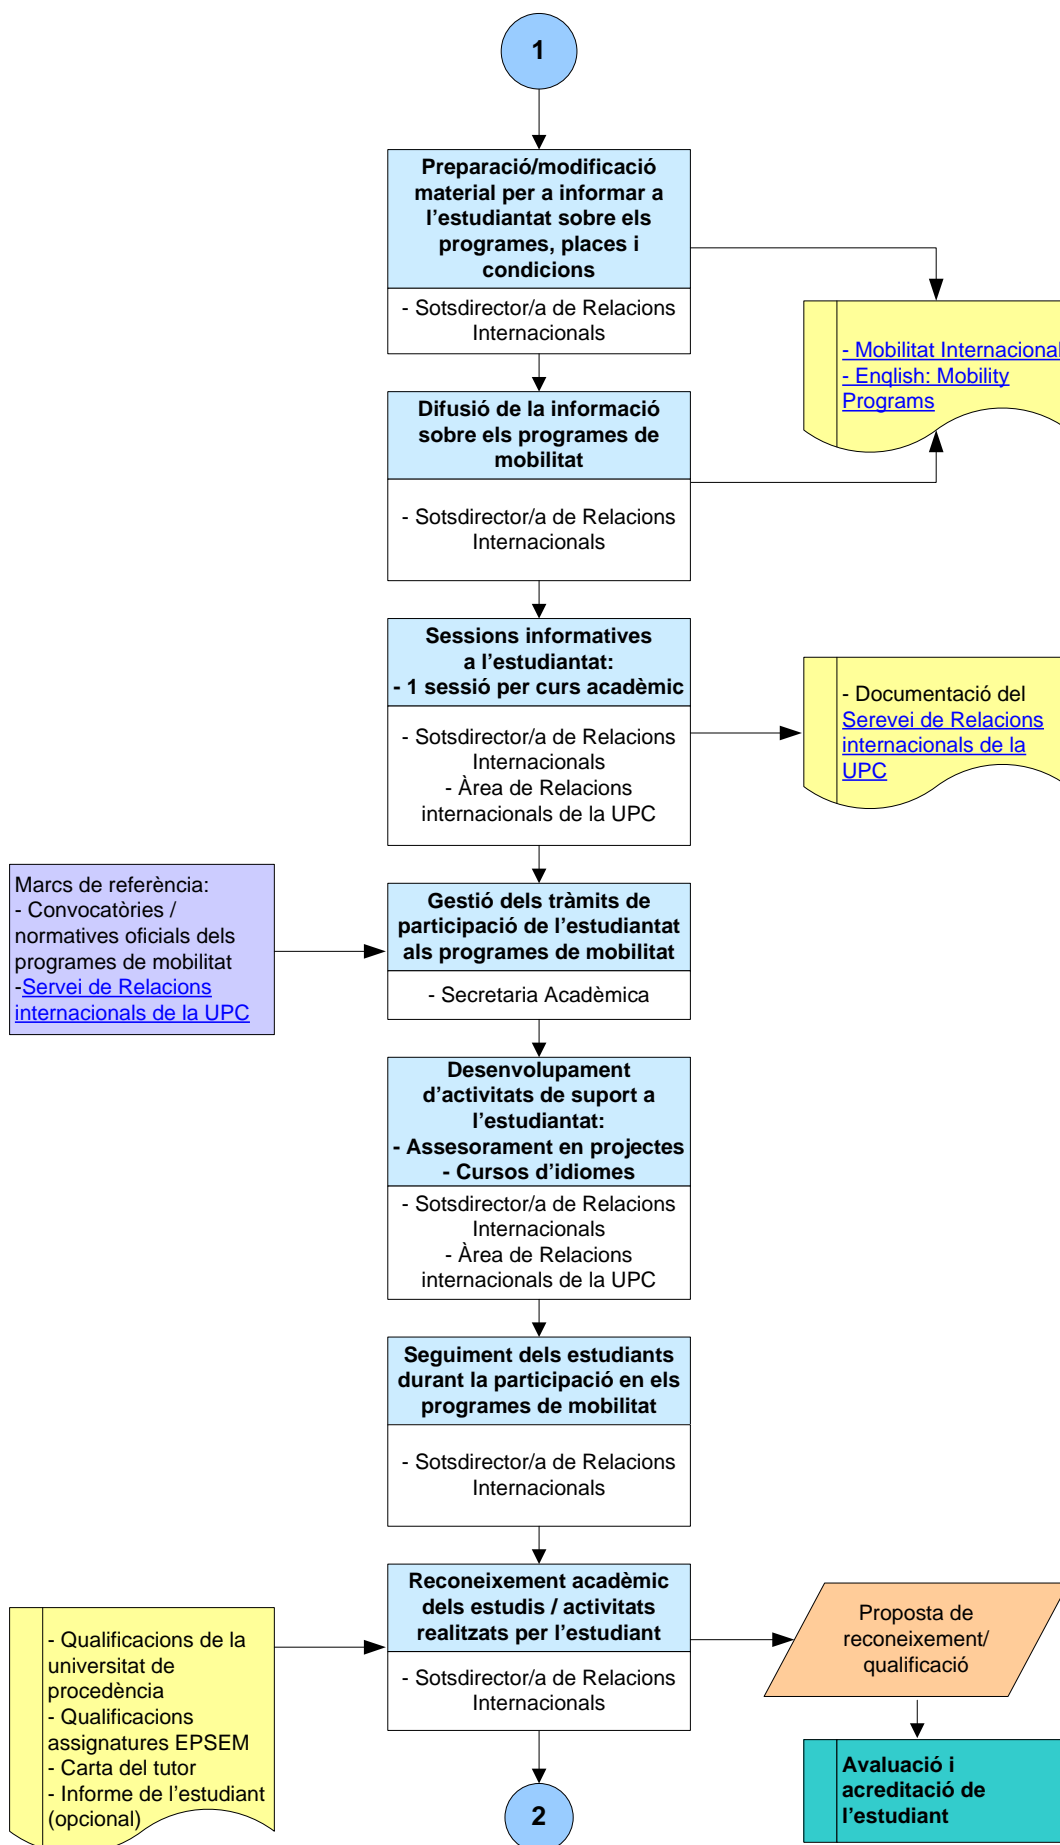 1
Preparació/modificació
material per a informar a
l’estudiantat sobre els
programes, places i
condicions
- Sotsdirector/a de Relacions
Internacionals
- Mobilitat Internacional
- English: Mobility
Programs
Difusió de la informació
sobre els programes de
mobilitat
- Sotsdirector/a de Relacions
Internacionals
Sessions informatives
a l’estudiantat:
- 1 sessió per curs acadèmic
- Sotsdirector/a de Relacions
Internacionals
- Àrea de Relacions
internacionals de la UPC
- Documentació del
Serevei de Relacions
internacionals de la
UPC
Marcs de referència:
- Convocatòries /
normatives oficials dels
programes de mobilitat
-Servei de Relacions
internacionals de la UPC
Gestió dels tràmits de
participació de l’estudiantat
als programes de mobilitat
- Secretaria Acadèmica
Desenvolupament
d’activitats de suport a
l’estudiantat:
- Assesorament en projectes
- Cursos d’idiomes
- Sotsdirector/a de Relacions
Internacionals
- Àrea de Relacions
internacionals de la UPC
Seguiment dels estudiants
durant la participació en els
programes de mobilitat
- Sotsdirector/a de Relacions
Internacionals
Reconeixement acadèmic
dels estudis / activitats
realitzats per l’estudiant
- Sotsdirector/a de Relacions
Internacionals
- Qualificacions de la
universitat de
procedència
- Qualificacions
assignatures EPSEM
- Carta del tutor
- Informe de l’estudiant
(opcional)
Proposta de
reconeixement/
qualificació
Avaluació i
acreditació de
l’estudiant
2